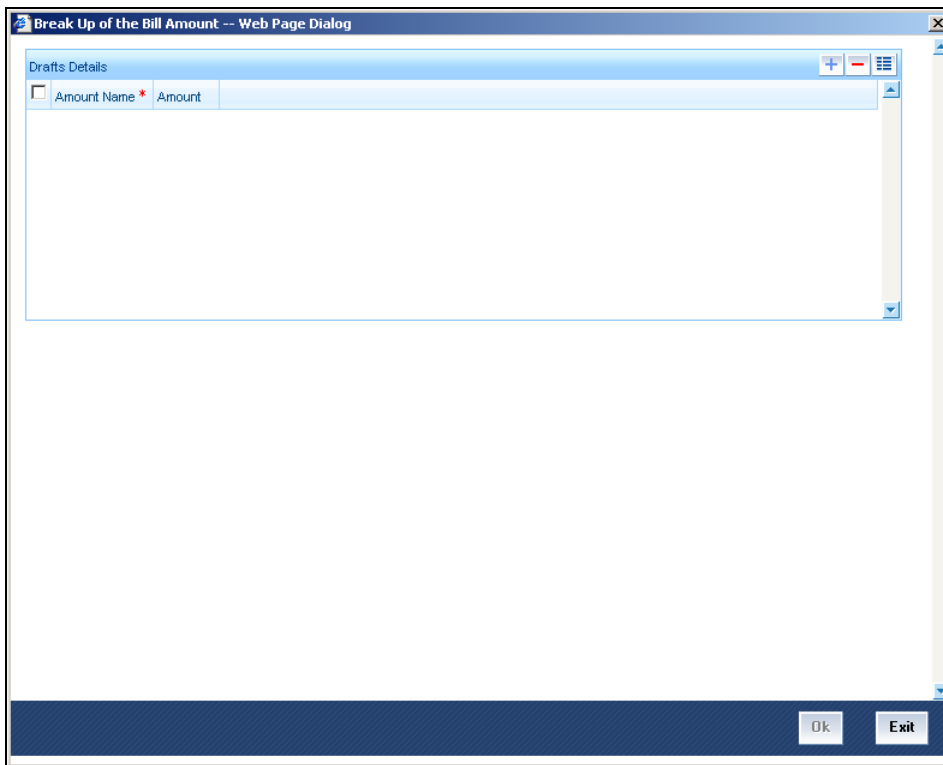 Break Up of the Bill Amount -- Web Page Dialog
Drafts Details
Amount Name * Amount
Ok Exit